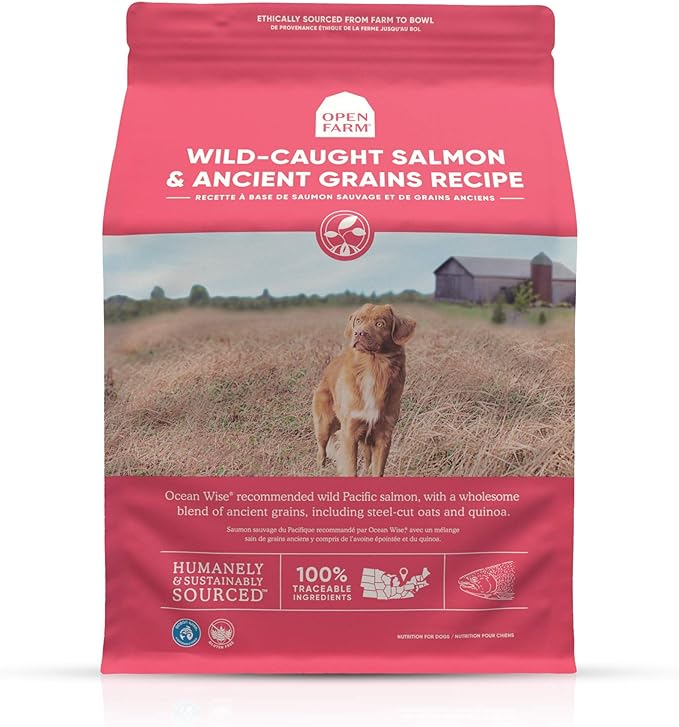 ETHICALLY SOURCED FROM FARM TO BOWL
DE PROVENANCE ÉTHIQUE DE LA FERME JUSQU'AU BOL
OPEN
FARM®
WILD-CAUGHT SALMON
& ANCIENT GRAINS RECIPE
RECETTE À BASE DE SAUMON SAUVAGE ET DE GRAINS ANCIENS
Ocean Wise® recommended wild Pacific salmon, with a wholesome
blend of ancient grains, including steel-cut oats and quinoa.
Saumon sauvage du Pacifique recommandé par Ocean Wise® avec un mélange
sain de grains anciens y compris de l'avoine épointée et du quinoa.
HUMANELY
& SUSTAINABLY
SOURCED™
100%
TRACEABLE
INGREDIENTS
GLUTEN FREE
NUTRITION FOR DOGS / NUTRITION POUR CHIENS